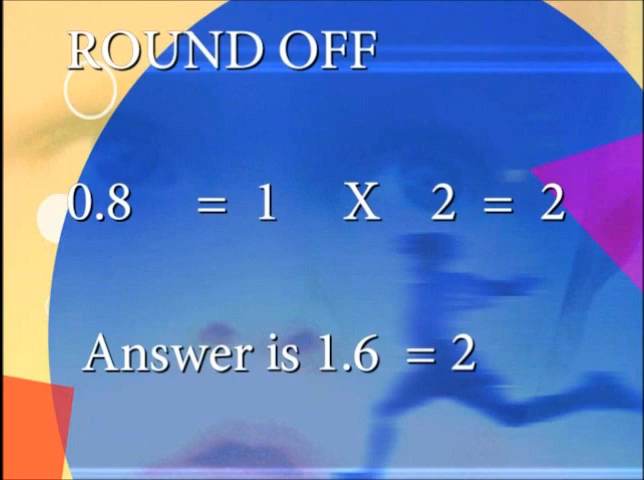 ROUND OFF
0.8 = 1 X 2 = 2
Answer is 1.6 = 2